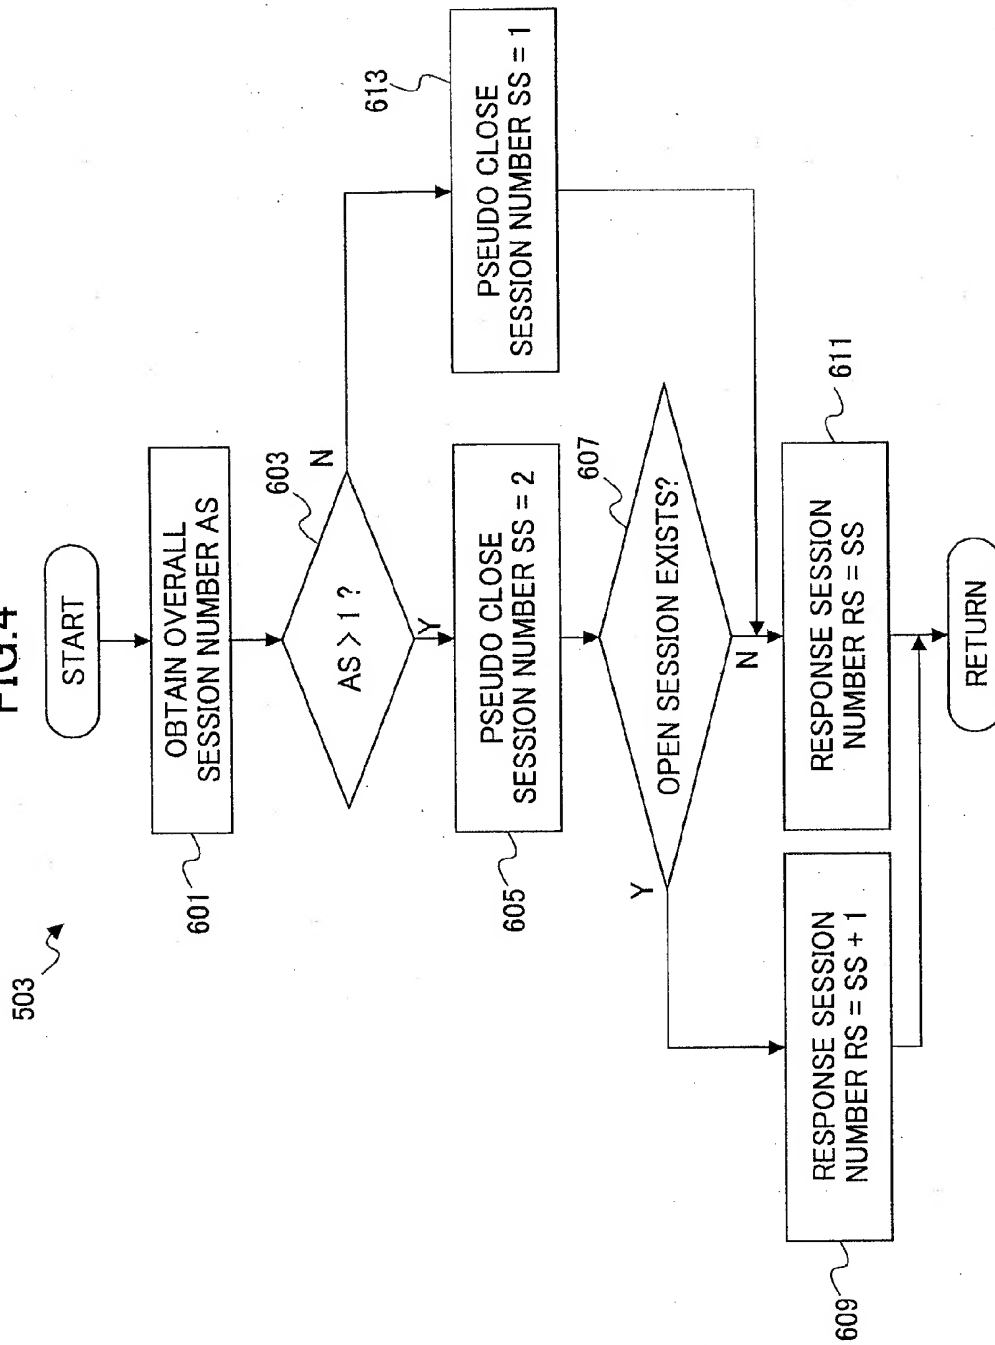 FIG.4
503
START
601
OBTAIN OVERALL
SESSION NUMBER AS
603
AS > 1 ?
N
Y
605
PSEUDO CLOSE
SESSION NUMBER SS = 2
613
PSEUDO CLOSE
SESSION NUMBER SS = 1
607
OPEN SESSION EXISTS?
Y
N
609
RESPONSE SESSION
NUMBER RS = SS + 1
611
RESPONSE SESSION
NUMBER RS = SS
RETURN